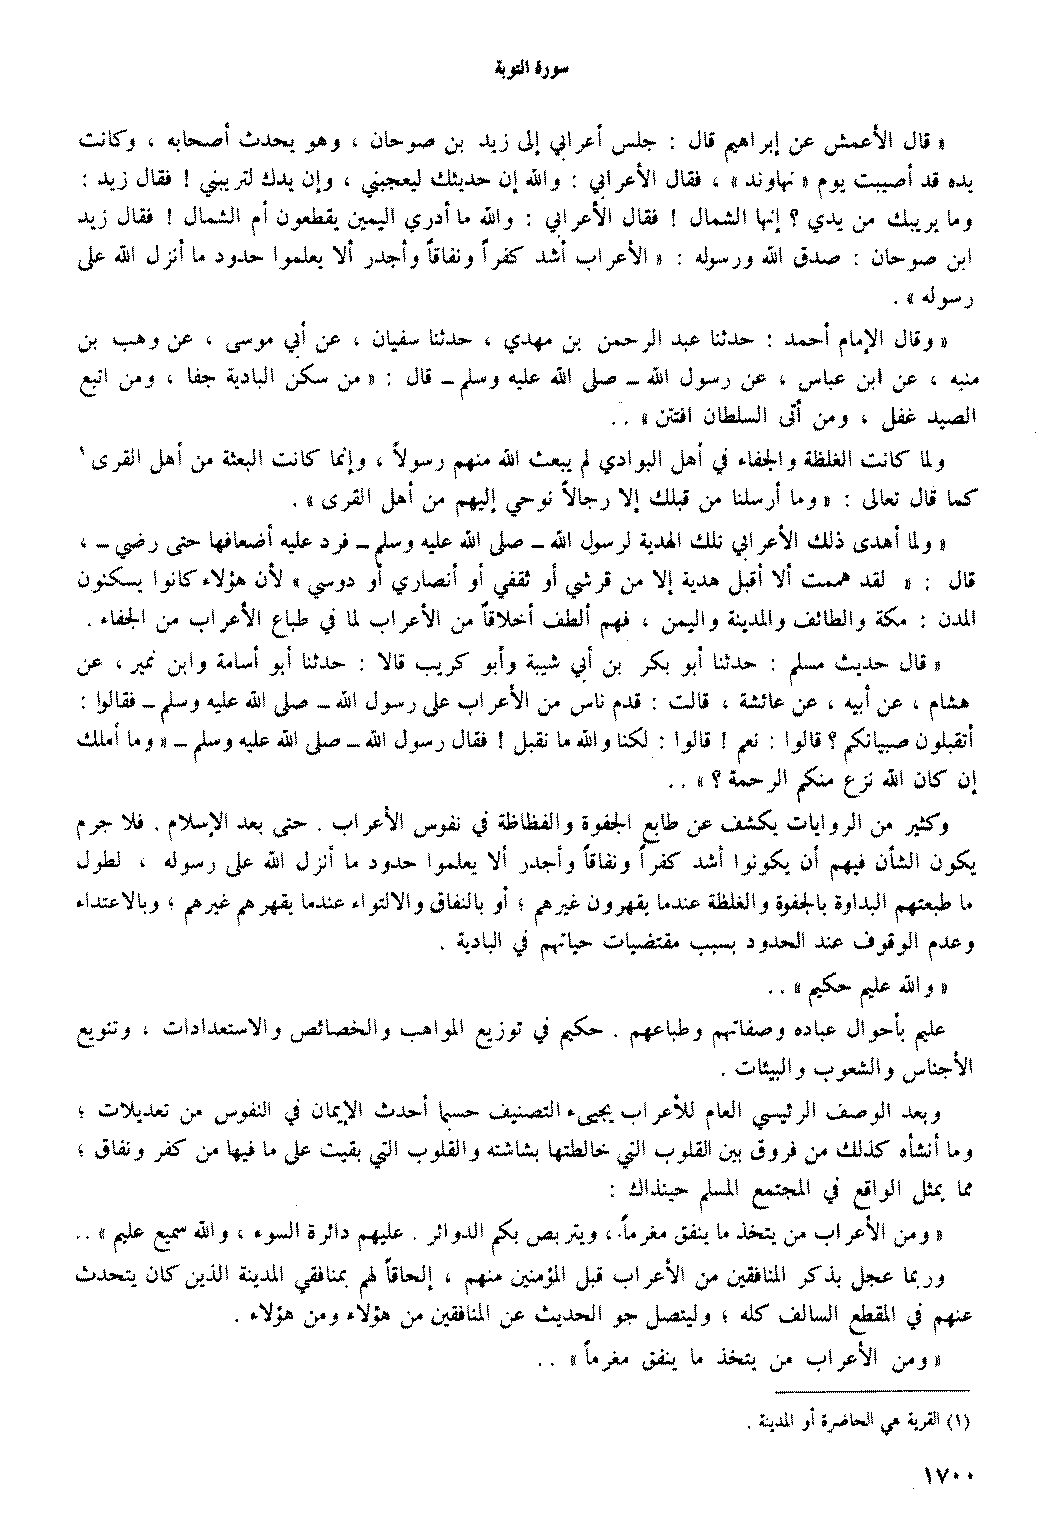 سورة التوبة
« قال الأعمش عن إبراهيم قال : جلس أعرابي إلى زيد بن صوحان ، وهو يحدث أصحابه ، وكانت
يده قد أصيبت يوم « نهاوند » ، فقال الأعرابي : والله إن حديثك ليعجبني ، وإن يدك لتريبني ! فقال زيد :
وما يريبك من يدي ؟ إنها الشمال ! فقال الأعرابي : والله ما أدري اليمين يقطعون أم الشمال ! فقال زيد
ابن صوحان : صدق الله ورسوله : « الأعراب أشد كفراً ونفاقاً وأجدر ألا يعلموا حدود ما أنزل الله على
رسوله » .
« وقال الإمام أحمد : حدثنا عبد الرحمن بن مهدي ، حدثنا سفيان ، عن أبي موسى ، عن وهب بن
منبه ، عن ابن عباس ، عن رسول الله – صلى الله عليه وسلم – قال : « من سكن البادية جفا ، ومن اتبع
الصيد غفل ، ومن أتى السلطان افتتن » . .
ولما كانت الغلظة والجفاء في أهل البوادي لم يبعث الله منهم رسولاً ، وإنما كانت البعثة من أهل القرى ١
كما قال تعالى : « وما أرسلنا من قبلك إلا رجالاً نوحي إليهم من أهل القرى » .
« ولما أهدى ذلك الأعرابي تلك الهدية لرسول الله – صلى الله عليه وسلم – فرد عليه أضعافها حتى رضي – ،
قال : « لقد هممت ألا أقبل هدية إلا من قرشي أو ثقفي أو أنصاري أو دوسي » لأن هؤلاء كانوا يسكنون
المدن : مكة والطائف والمدينة واليمن ، فهم ألطف أخلاقاً من الأعراب لما في طباع الأعراب من الجفاء .
« قال حديث مسلم : حدثنا أبو بكر بن أبي شيبة وأبو كريب قالا : حدثنا أبو أسامة وابن نمير ، عن
هشام ، عن أبيه ، عن عائشة ، قالت : قدم ناس من الأعراب على رسول الله – صلى الله عليه وسلم – فقالوا :
أتقبلون صبيانكم ؟ قالوا : نعم ! قالوا : لكنا والله ما نقبل ! فقال رسول الله – صلى الله عليه وسلم – « وما أملك
إن كان الله نزع منكم الرحمة ؟ » . .
وكثير من الروايات يكشف عن طابع الجفوة والفظاظة في نفوس الأعراب . حتى بعد الإسلام . فلا جرم
يكون الشأن فيهم أن يكونوا أشد كفراً ونفاقاً وأجدر ألا يعلموا حدود ما أنزل الله على رسوله ، لطول
ما طبعتهم البداوة بالجفوة والغلظة عندما يقهرون غيرهم ؛ أو بالنفاق والالتواء عندما يقهرهم غيرهم ؛ وبالاعتداء
وعدم الوقوف عند الحدود بسبب مقتضيات حياتهم في البادية .
« والله عليم حكيم » . .
عليم بأحوال عباده وصفاتهم وطباعهم . حكيم في توزيع المواهب والخصائص والاستعدادات ، وتنويع
الأجناس والشعوب والبيئات .
وبعد الوصف الرئيسي العام للأعراب يجيىء التصنيف حسبما أحدث الإيمان في النفوس من تعديلات ؛
وما أنشأه كذلك من فروق بين القلوب التي خالطتها بشاشته والقلوب التي بقيت على ما فيها من كفر ونفاق ؛
مما يمثل الواقع في المجتمع المسلم حينذاك :
« ومن الأعراب من يتخذ ما ينفق مغرماً ، ويتربص بكم الدوائر . عليهم دائرة السوء ، والله سميع عليم » . .
وربما عجل بذكر المنافقين من الأعراب قبل المؤمنين منهم ، إلحاقاً لهم بمنافقي المدينة الذين كان يتحدث
عنهم في المقطع السالف كله ؛ وليتصل جو الحديث عن المنافقين من هؤلاء ومن هؤلاء .
« ومن الأعراب من يتخذ ما ينفق مغرماً » . .
(١) القرية هي الحاضرة أو المدينة .
١٧٠٠